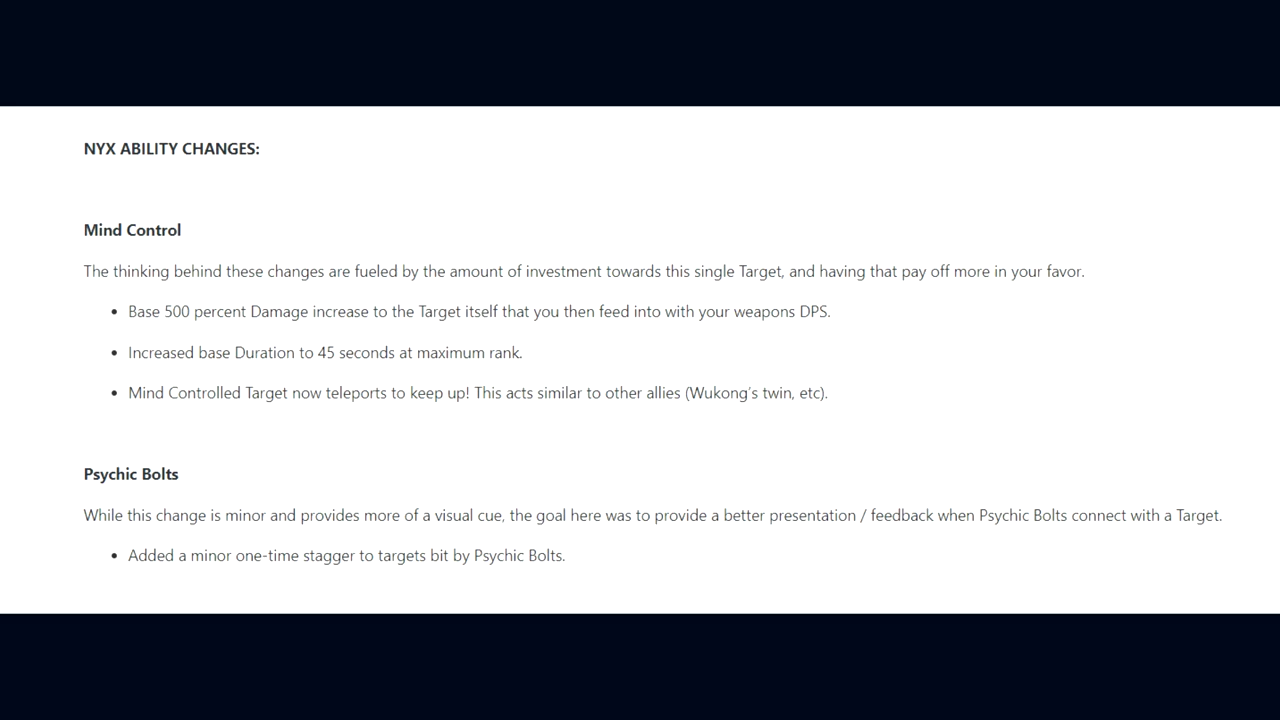 NYX ABILITY CHANGES:
Mind Control
The thinking behind these changes are fueled by the amount of investment towards this single Target, and having that pay off more in your favor.
• Base 500 percent Damage increase to the Target itself that you then feed into with your weapons DPS.
• Increased base Duration to 45 seconds at maximum rank.
• Mind Controlled Target now teleports to keep up! This acts similar to other allies (Wukong's twin, etc).
Psychic Bolts
While this change is minor and provides more of a visual cue, the goal here was to provide a better presentation / feedback when Psychic Bolts connect with a Target.
• Added a minor one-time stagger to targets bit by Psychic Bolts.